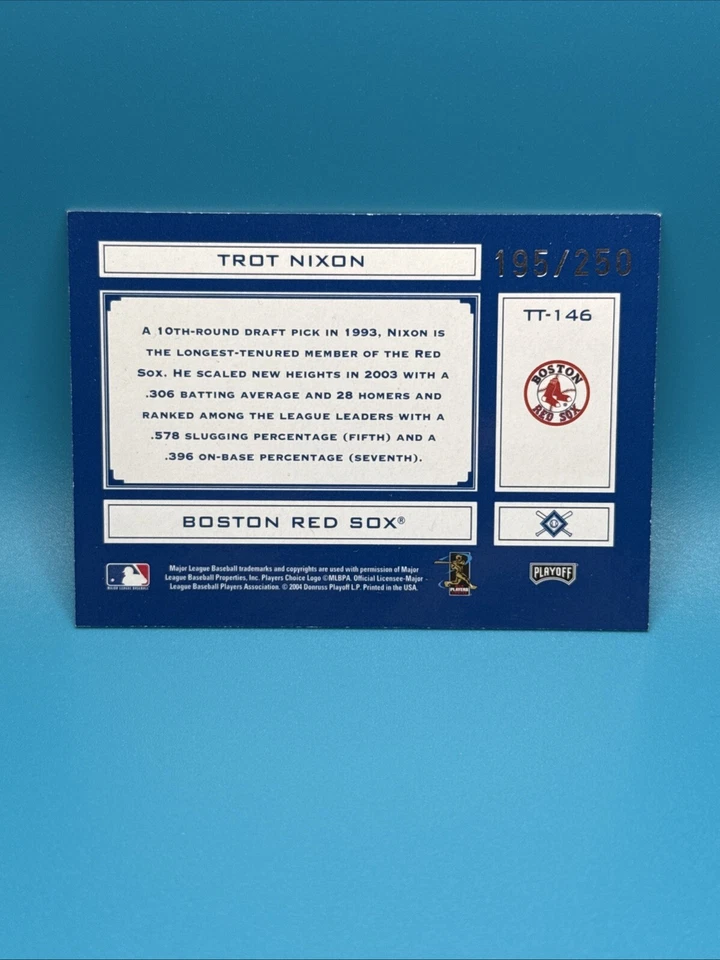 TROT NIXON
195/250
A 10TH-ROUND DRAFT PICK IN 1993, NIXON IS
THE LONGEST-TENURED MEMBER OF THE RED
SOX. HE SCALED NEW HEIGHTS IN 2003 WITH A
.306 BATTING AVERAGE AND 28 HOMERS AND
RANKED AMONG THE LEAGUE LEADERS WITH A
.578 SLUGGING PERCENTAGE (FIFTH) AND A
.396 ON-BASE PERCENTAGE (SEVENTH).
TT-146
BOSTON
RED SOX
BOSTON RED SOX®
MAJOR LEAGUE BASEBALL
Major League Baseball trademarks and copyrights are used with permission of Major
League Baseball Properties, Inc. Players Choice Logo ©MLBPA. Official Licensee-Major
League Baseball Players Association. © 2004 Donruss Playoff L.P. Printed in the USA.
PLAYERS
PLAYOFF